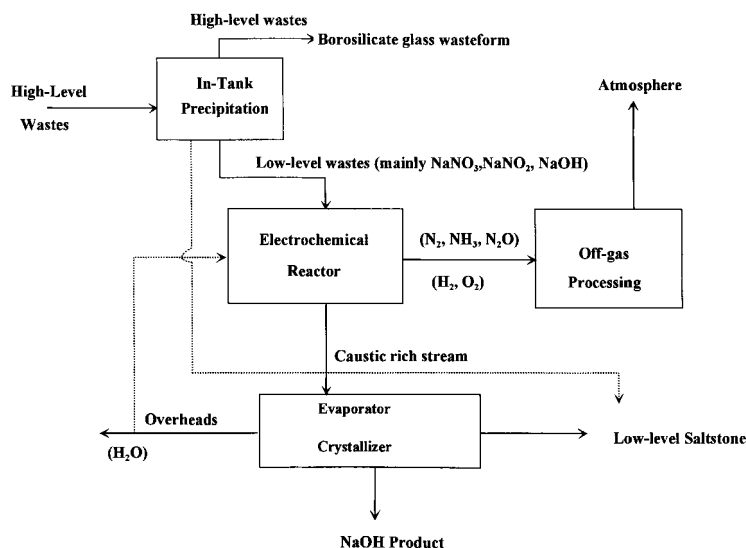 High-level wastes
Borosilicate glass wasteform
In-Tank
Precipitation
High-Level
Wastes
Atmosphere
Low-level wastes (mainly NaNO₃,NaNO₂, NaOH)
Electrochemical
Reactor
(N₂, NH₃, N₂O)
(H₂, O₂)
Off-gas
Processing
Caustic rich stream
Evaporator
Crystallizer
Overheads
(H₂O)
Low-level Saltstone
NaOH Product